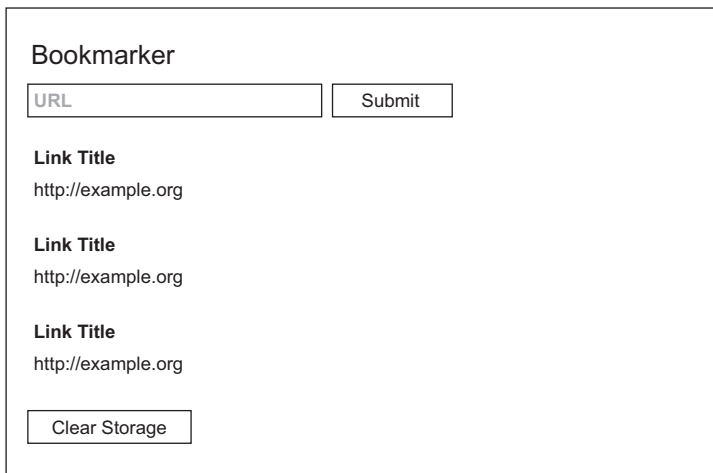 Bookmarker
URL Submit
Link Title
http://example.org
Link Title
http://example.org
Link Title
http://example.org
Clear Storage